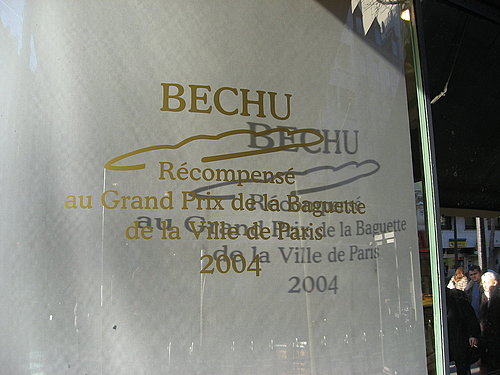 BECHU
Récompensé
au Grand Prix de la Baguette
de la Ville de Paris
2004